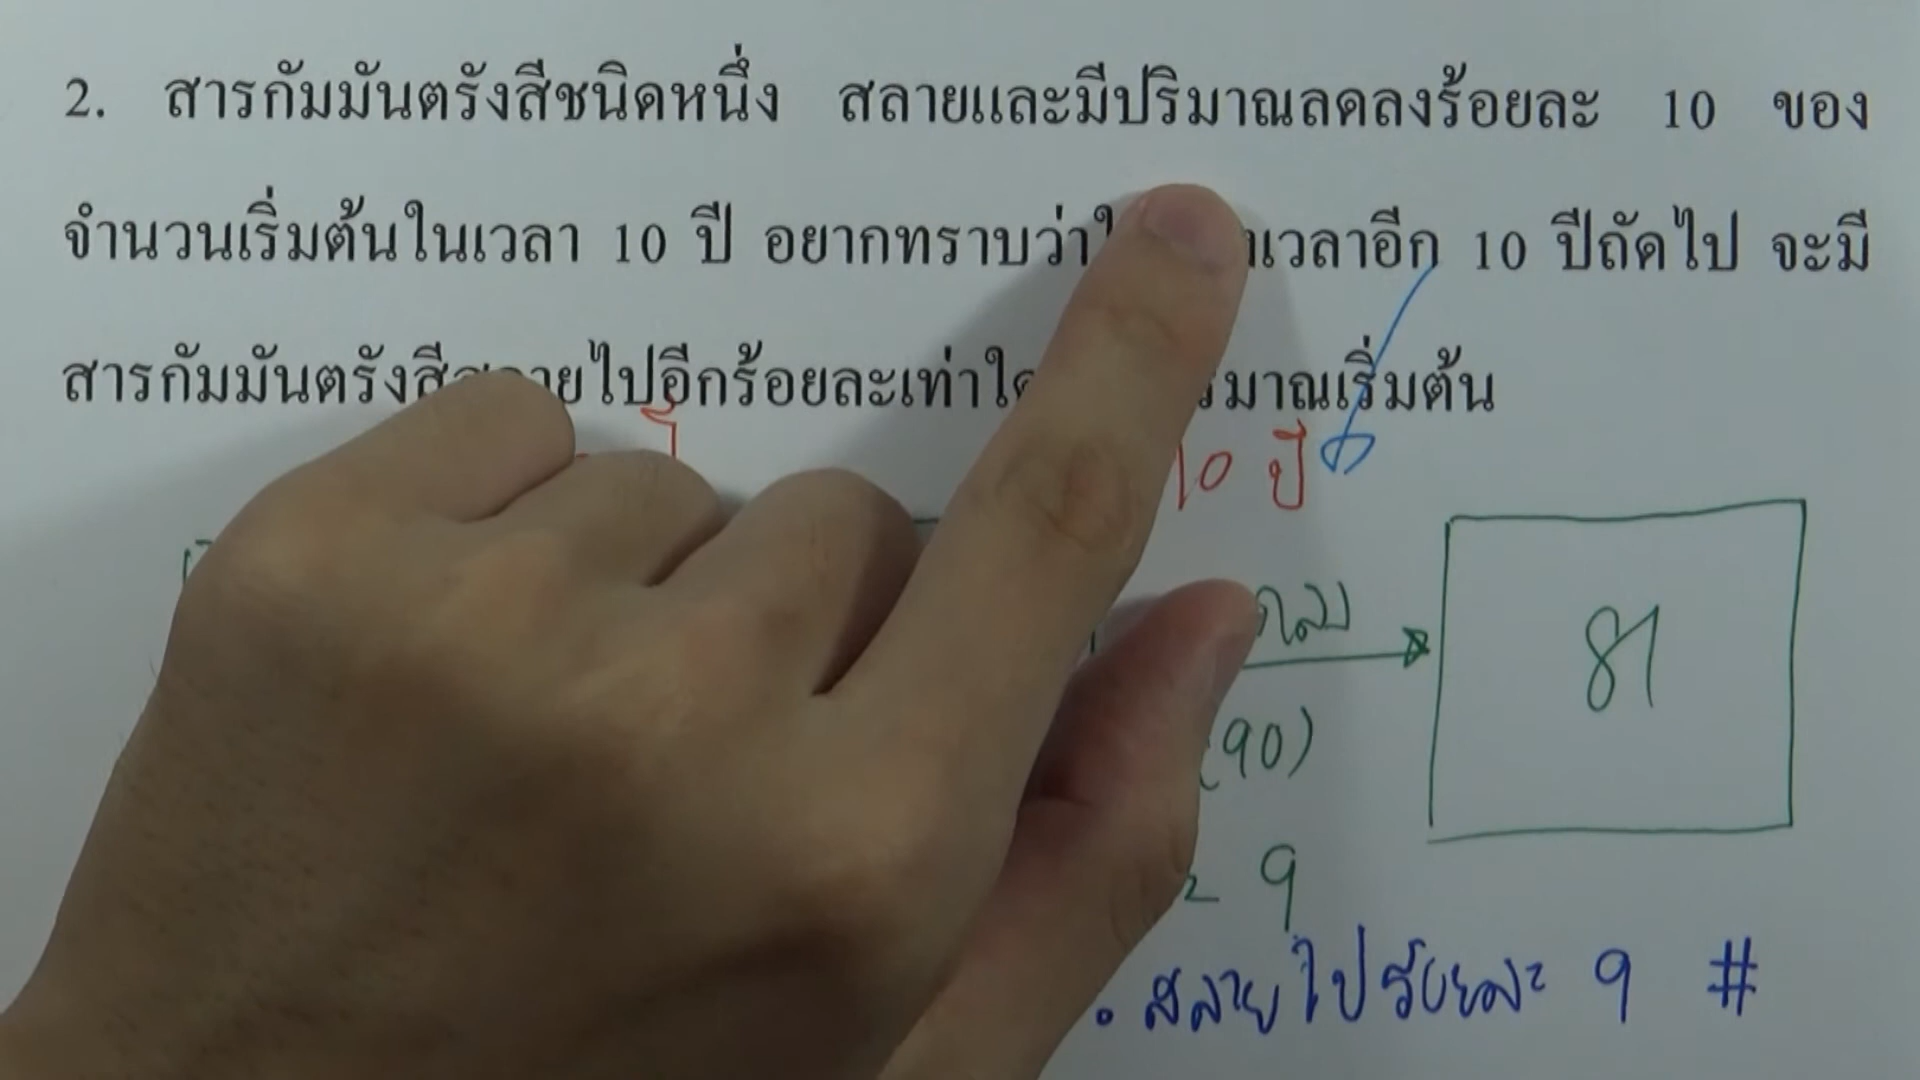 2. สารกัมมันตรังสีชนิดหนึ่ง สลายและมีปริมาณลดลงร้อยละ 10 ของ
จำนวนเริ่มต้นในเวลา 10 ปี อยากทราบว่า เวลาอีก 10 ปีถัดไป จะมี
สารกัมมันตรังสี ไปอีกร้อยละเท่า เริ่มต้น
10 ปี
81
(90)
= 9
สลายไปร้อยละ 9 #